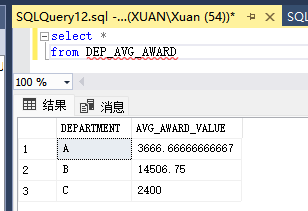 SQLQuery12.sql -...(XUAN\Xuan (54))*
select *
from DEP_AVG_AWARD
100 %
结果 消息
DEPARTMENT AVG_AWARD_VALUE
1 A 3666.66666666667
2 B 14506.75
3 C 2400